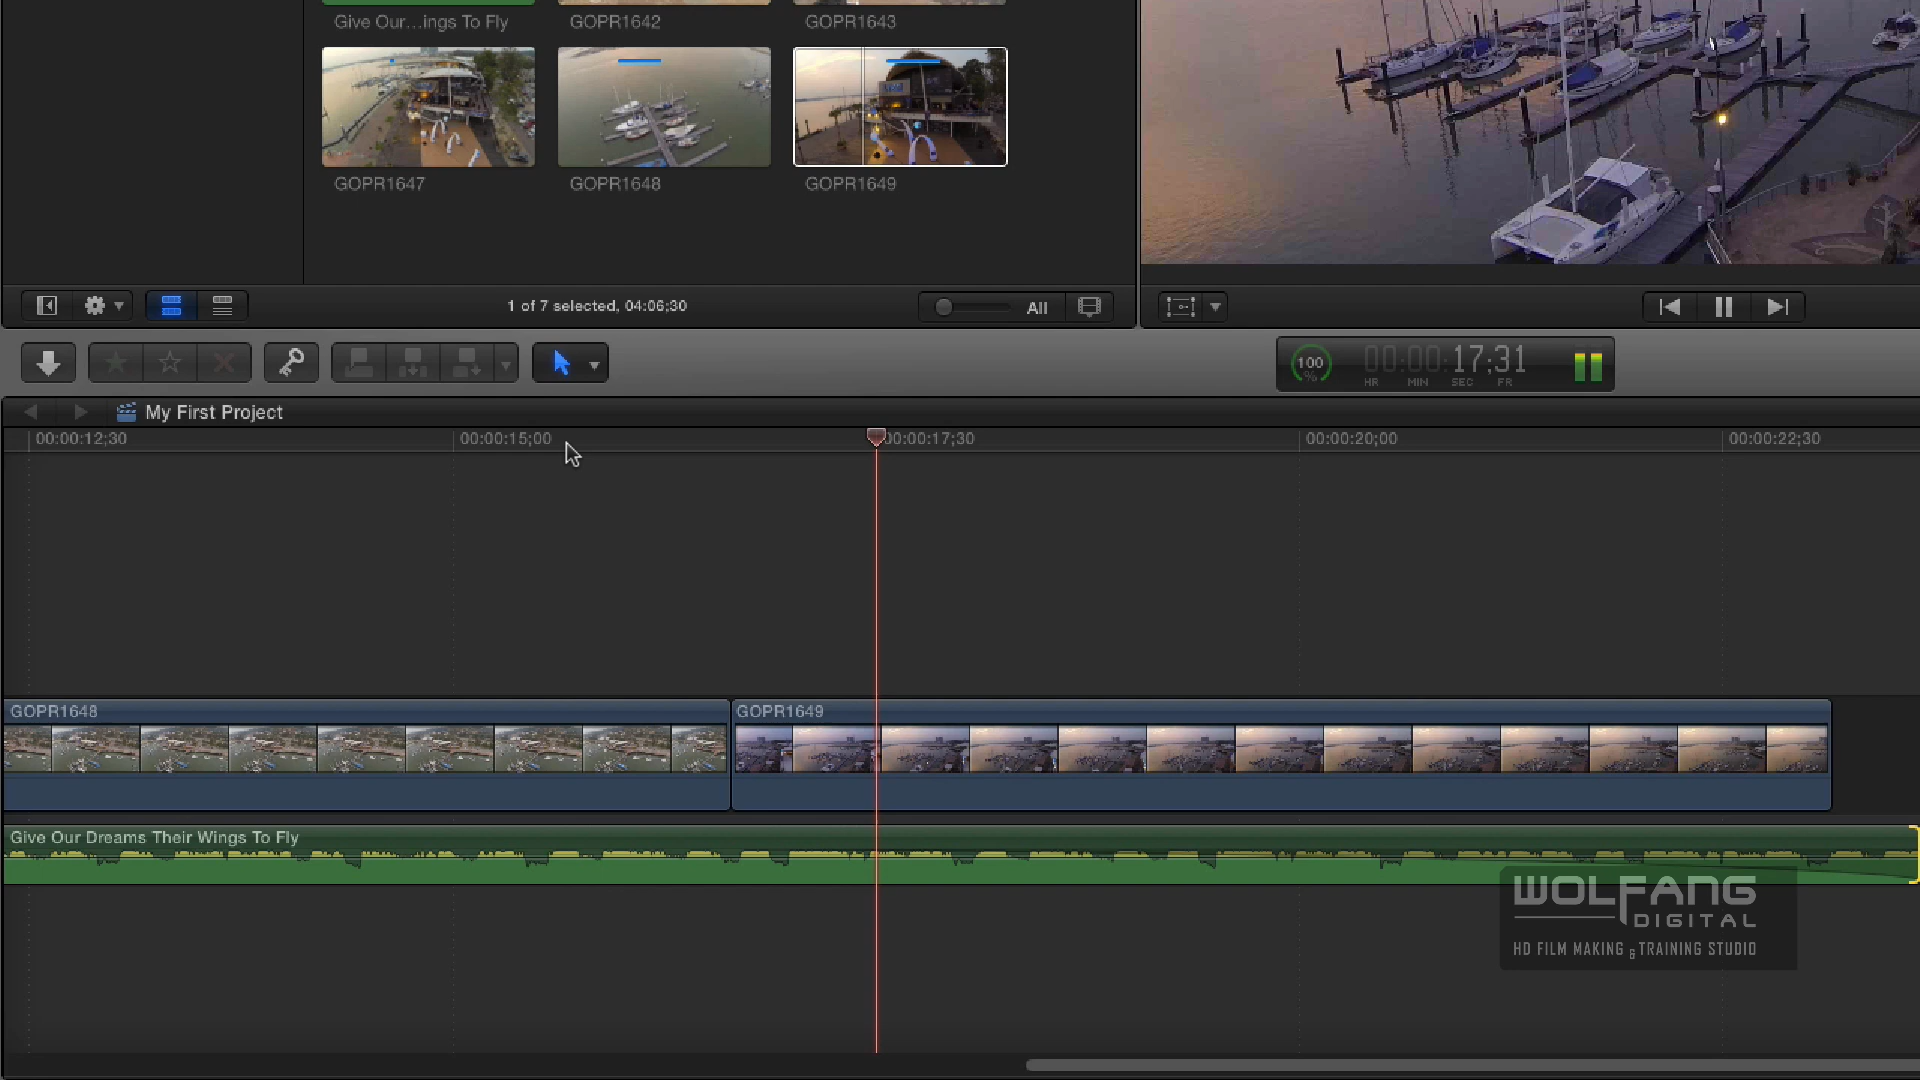 Give Our...ings To Fly
GOPR1642
GOPR1643
GOPR1647
GOPR1648
GOPR1649
1 of 7 selected, 04:06;30
All
100
%
00:00:17;31
HR
MIN
SEC
FR
My First Project
00:00:12;30
00:00:15;00
00:00:17;30
00:00:20;00
00:00:22;30
GOPR1648
GOPR1649
Give Our Dreams Their Wings To Fly
WOLFANG
DIGITAL
HD FILM MAKING & TRAINING STUDIO